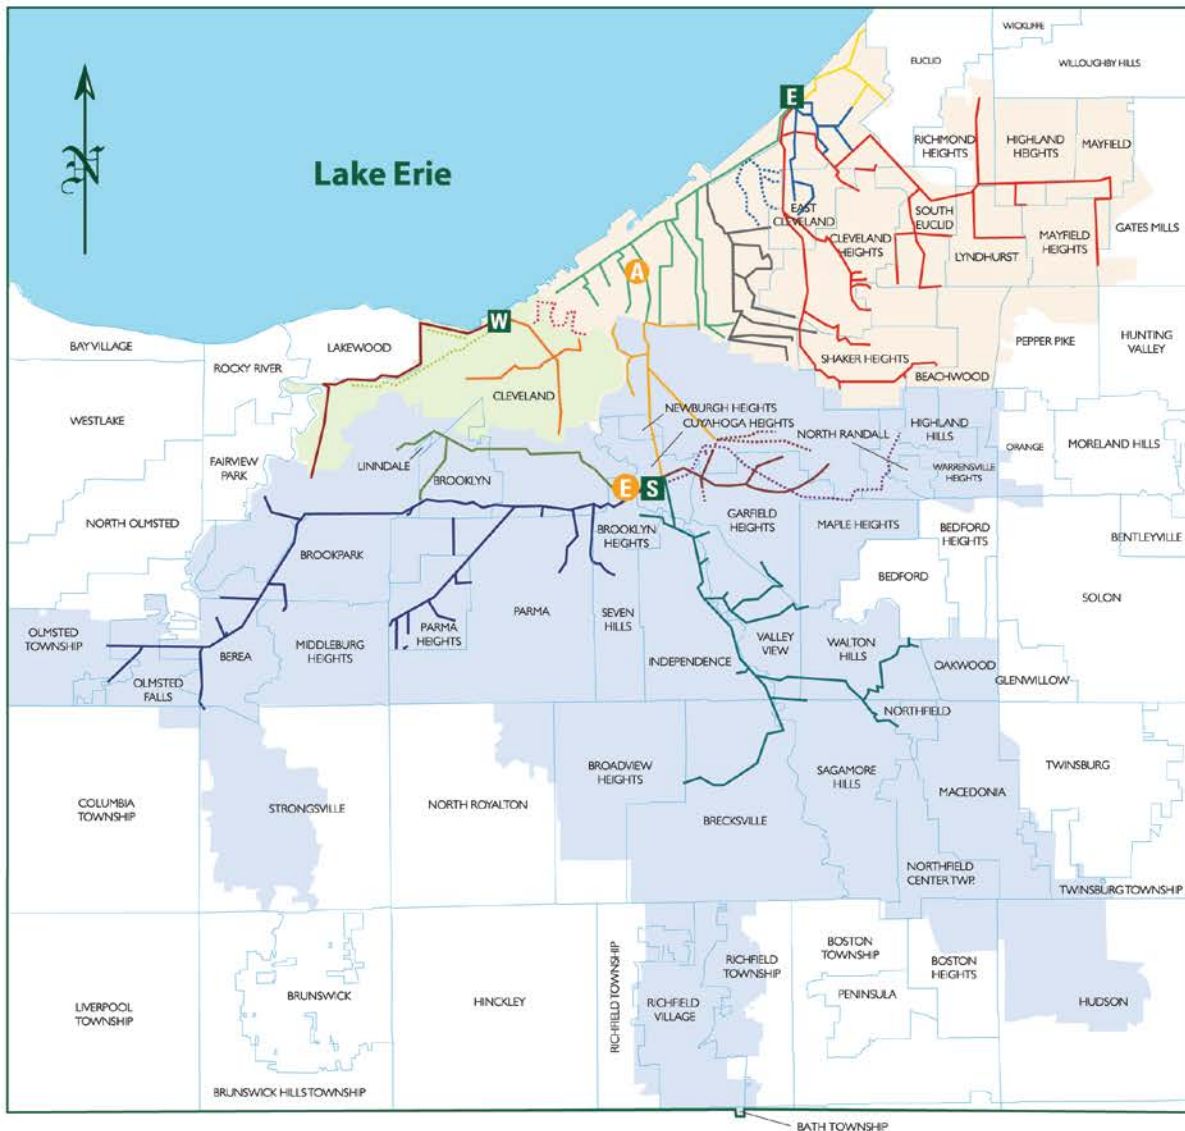 WICKLIFFE
EUCLID
WILLOUGHBY HILLS
E
N
Lake Erie
RICHMOND
HEIGHTS
HIGHLAND
HEIGHTS
MAYFIELD
EAST
CLEVELAND
SOUTH
EUCLID
CLEVELAND
HEIGHTS
MAYFIELD
HEIGHTS
GATES MILLS
LYNDHURST
A
W
BAY VILLAGE
LAKEWOOD
ROCKY RIVER
SHAKER HEIGHTS
PEPPER PIKE
HUNTING
VALLEY
BEACHWOOD
CLEVELAND
WESTLAKE
NEWBURGH HEIGHTS
CUYAHOGA HEIGHTS
NORTH RANDALL
HIGHLAND
HILLS
ORANGE
MORELAND HILLS
FAIRVIEW
PARK
LINNDALE
BROOKLYN
WARRENSVILLE
HEIGHTS
E
S
NORTH OLMSTED
BROOKLYN
HEIGHTS
GARFIELD
HEIGHTS
MAPLE HEIGHTS
BEDFORD
HEIGHTS
BENTLEYVILLE
BROOKPARK
BEDFORD
SOLON
OLMSTED
TOWNSHIP
BEREA
MIDDLEBURG
HEIGHTS
PARMA
HEIGHTS
PARMA
SEVEN
HILLS
INDEPENDENCE
VALLEY
VIEW
WALTON
HILLS
OAKWOOD
GLENWILLOW
OLMSTED
FALLS
NORTHFIELD
BROADVIEW
HEIGHTS
SAGAMORE
HILLS
TWINSBURG
COLUMBIA
TOWNSHIP
STRONGSVILLE
NORTH ROYALTON
MACEDONIA
BRECKSVILLE
NORTHFIELD
CENTER TWP.
TWINSBURG TOWNSHIP
RICHFIELD TOWNSHIP
RICHFIELD
TOWNSHIP
BOSTON
TOWNSHIP
BOSTON
HEIGHTS
LIVERPOOL
TOWNSHIP
BRUNSWICK
HINCKLEY
RICHFIELD
VILLAGE
PENINSULA
HUDSON
BRUNSWICK HILLS TOWNSHIP
BATH TOWNSHIP